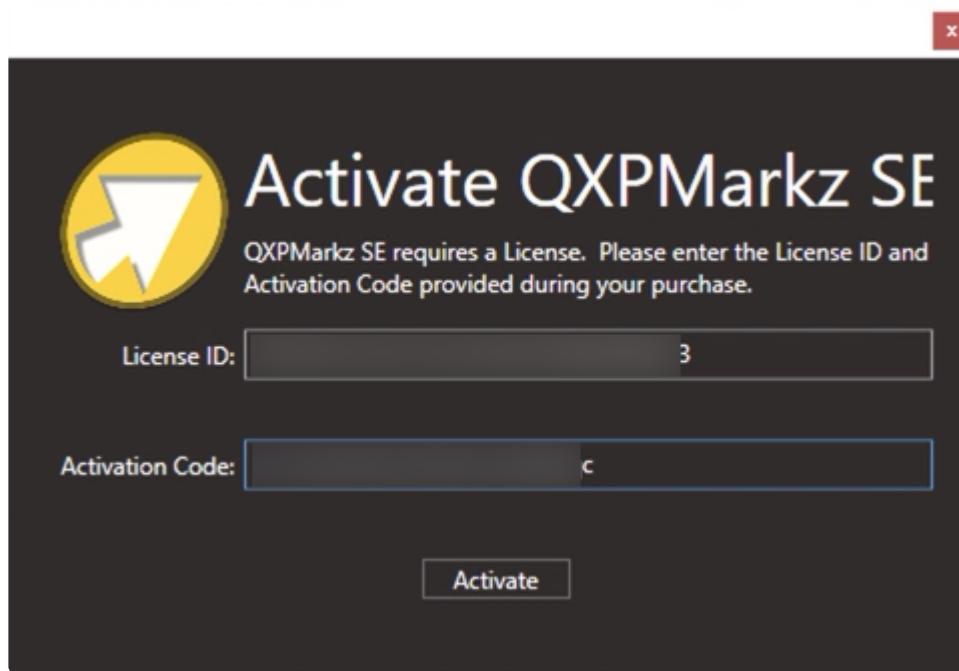 x
Activate QXPMarkz SE
QXPMarkz SE requires a License.  Please enter the License ID and
Activation Code provided during your purchase.
License ID: 3
Activation Code: c
Activate